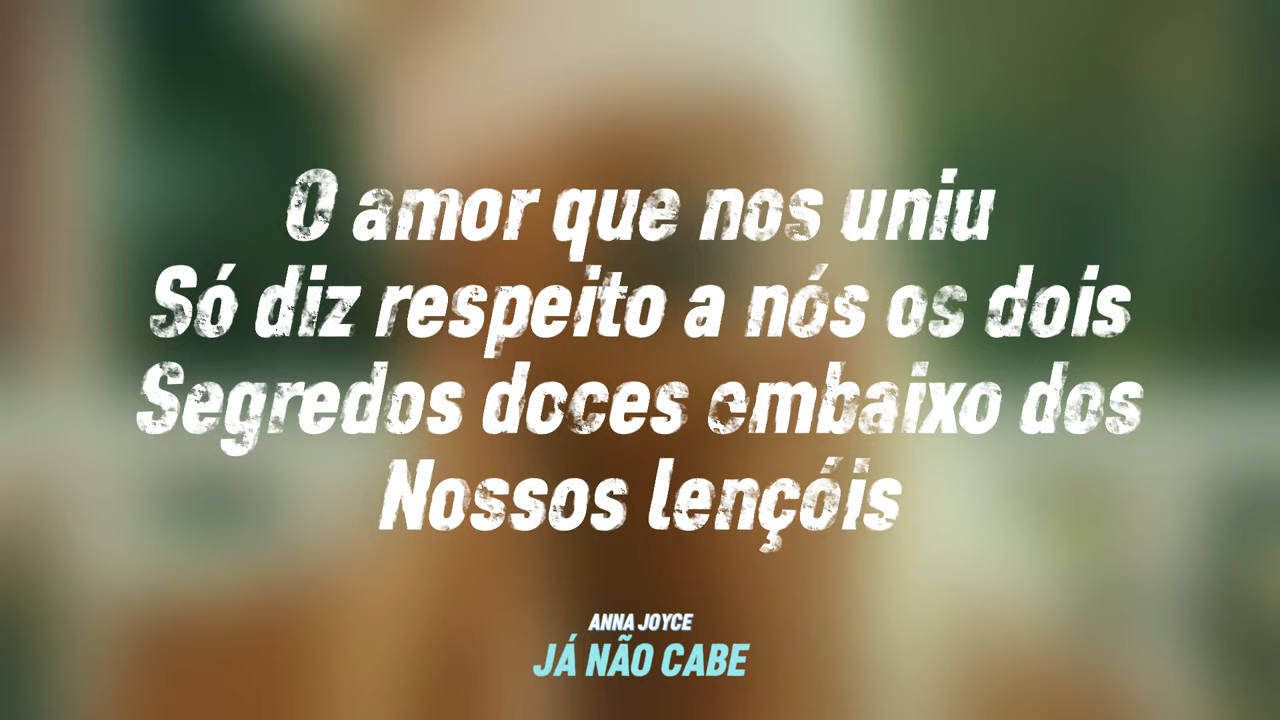 O amor que nos uniu
Só diz respeito a nós os dois
Segredos doces embaixo dos
Nossos lençóis
ANNA JOYCE
JÁ NÃO CABE